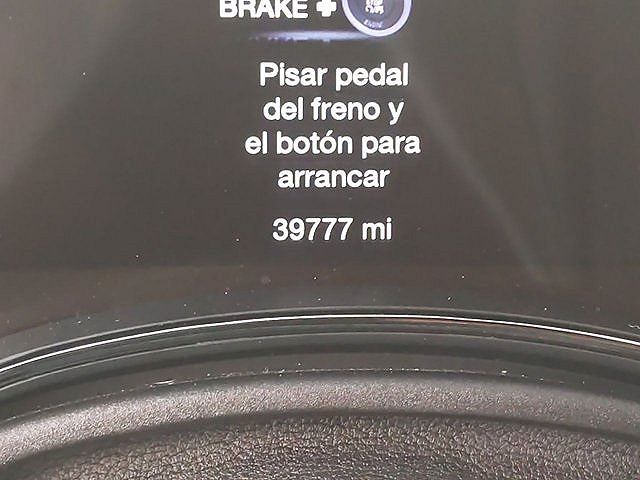 BRAKE +
Pisar pedal
del freno y
el botón para
arrancar
39777 mi